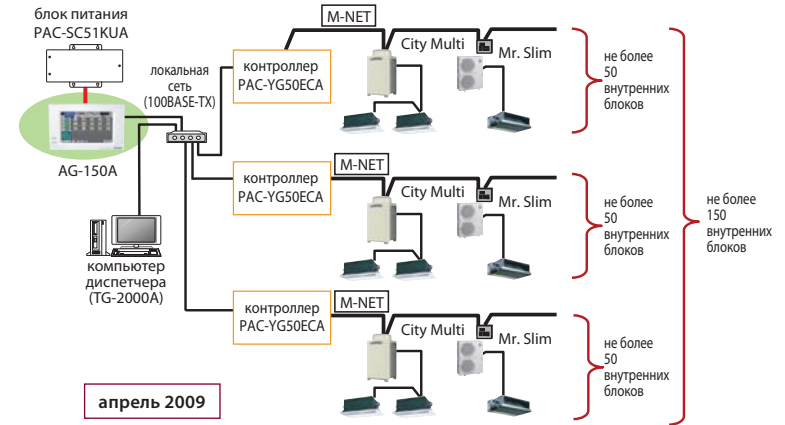 блок питания
PAC-SC51KUA
AG-150A
локальная
сеть
(100BASE-TX)
компьютер
диспетчера
(TG-2000A)
контроллер
PAC-YG50ECA
M-NET
City Multi
Mr. Slim
не более
50
внутренних
блоков
контроллер
PAC-YG50ECA
M-NET
City Multi
Mr. Slim
не более
50
внутренних
блоков
контроллер
PAC-YG50ECA
M-NET
City Multi
Mr. Slim
не более
50
внутренних
блоков
не более
150
внутренних
блоков
апрель 2009